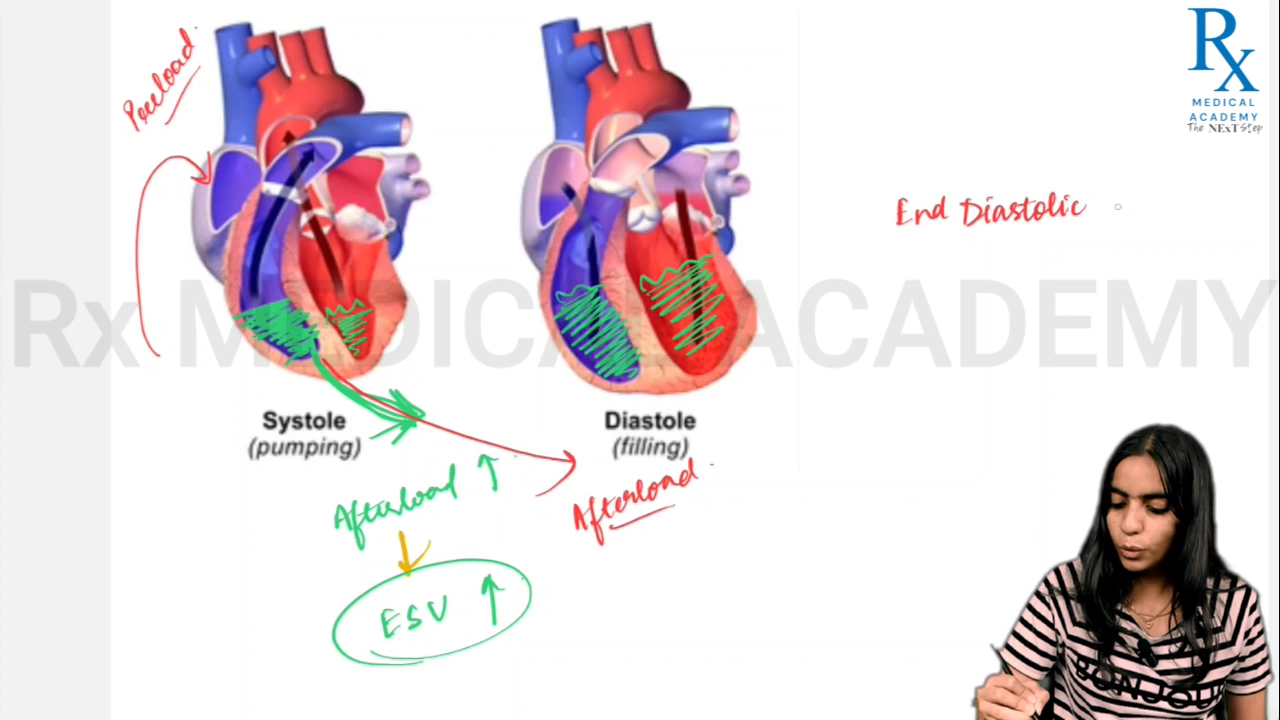 Preload
Rx
MEDICAL
ACADEMY
The NExT Step
End Diastolic
Rx MEDICAL ACADEMY
Systole
(pumping)
Diastole
(filling)
Afterload ↑
Afterload
ESV ↑
BONJOU